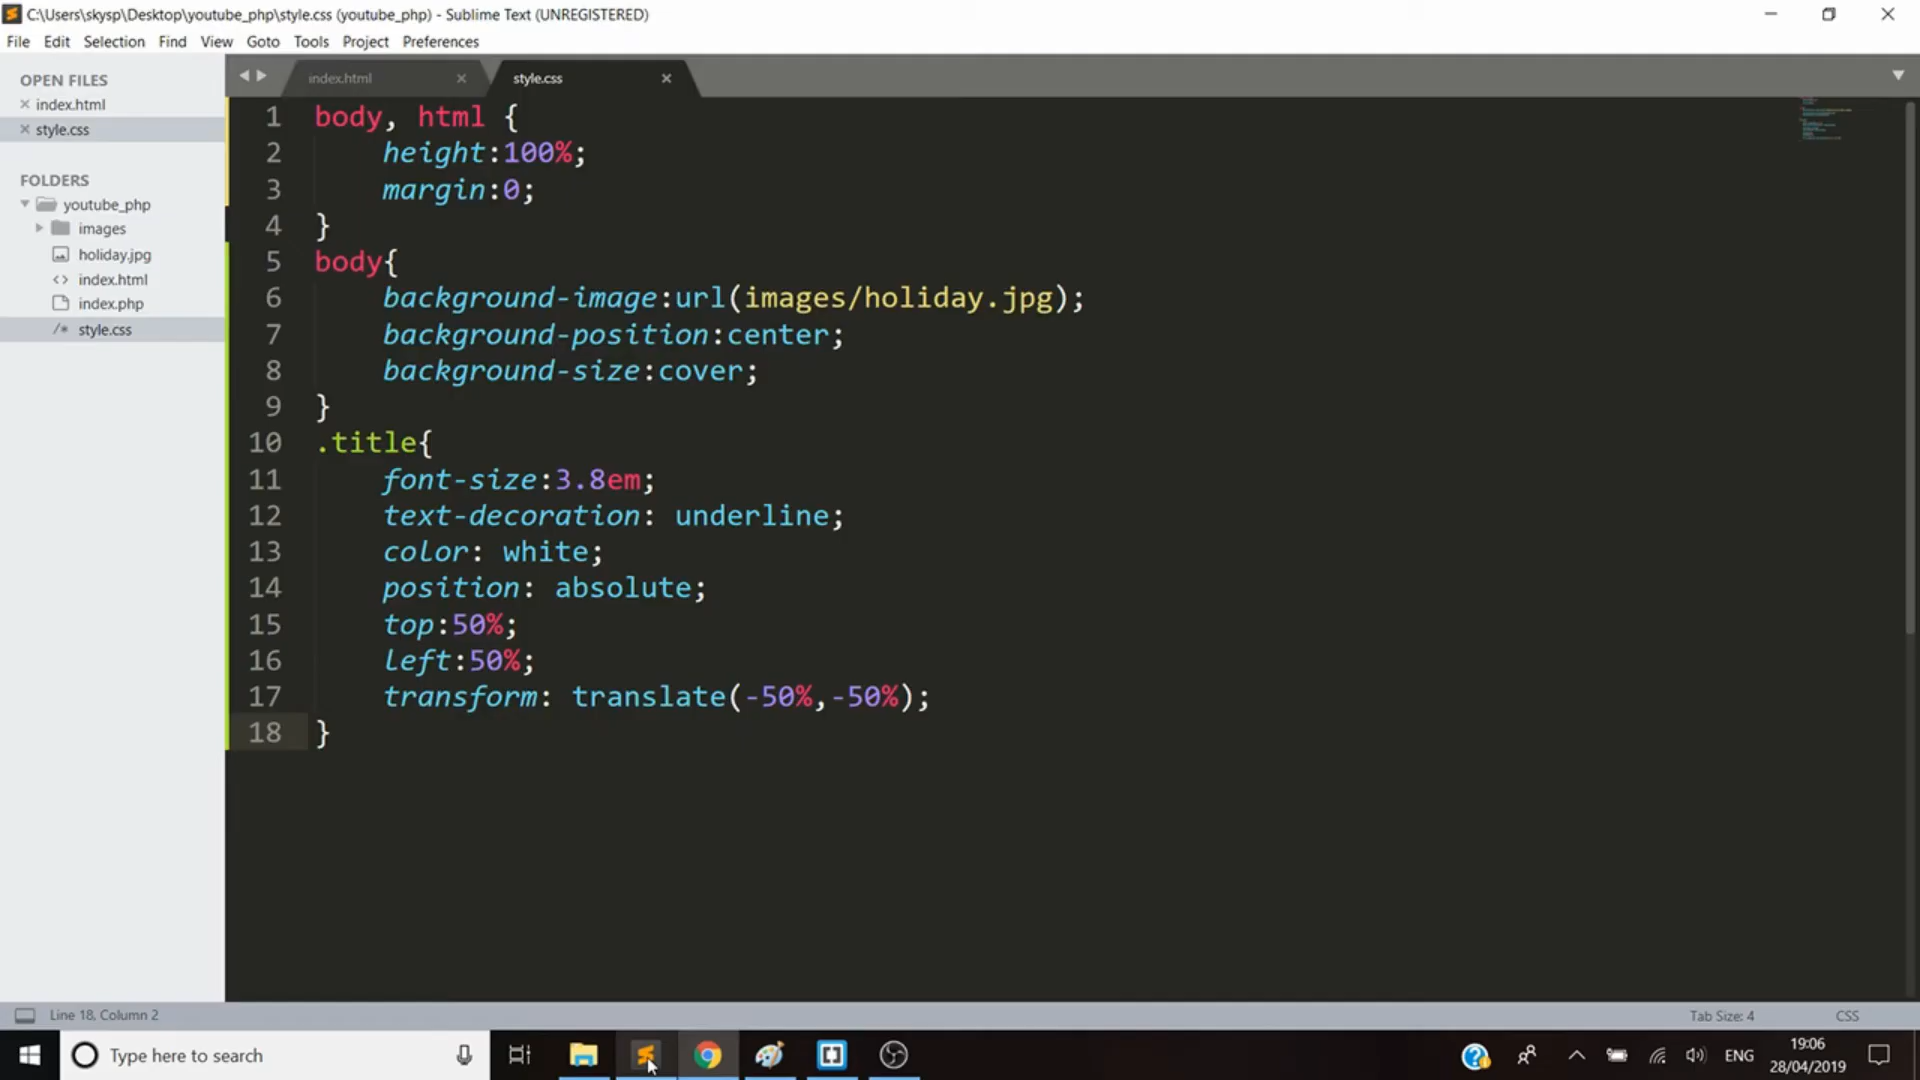 C:\Users\skysp\Desktop\youtube_php\style.css (youtube_php) - Sublime Text (UNREGISTERED)
File Edit Selection Find View Goto Tools Project Preferences
OPEN FILES
index.html
style.css
FOLDERS
youtube_php
images
holiday.jpg
<> index.html
index.php
/* style.css
index.html
style.css
1 body, html {
2 height:100%;
3 margin:0;
4 }
5 body{
6 background-image:url(images/holiday.jpg);
7 background-position:center;
8 background-size:cover;
9 }
10 .title{
11 font-size:3.8em;
12 text-decoration: underline;
13 color: white;
14 position: absolute;
15 top:50%;
16 left:50%;
17 transform: translate(-50%,-50%);
18 }
Line 18, Column 2
Tab Size: 4
CSS
Type here to search
ENG
19:06
28/04/2019